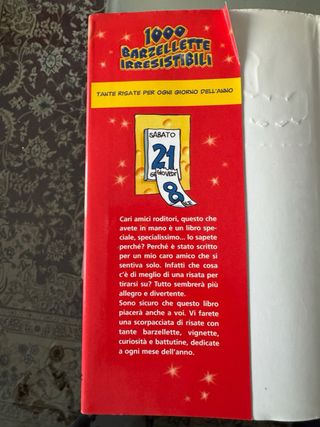 1000
BARZELLETTE
IRRESISTIBILI
TANTE RISATE PER OGNI GIORNO DELL'ANNO
SABATO
21
GIOVEDÌ
8
Cari amici roditori, questo che
avete in mano è un libro spe-
ciale, specialissimo... lo sapete
perché? Perché è stato scritto
per un mio caro amico che si
sentiva solo. Infatti che cosa
c'è di meglio di una risata per
tirarsi su? Tutto sembrerà più
allegro e divertente.
Sono sicuro che questo libro
piacerà anche a voi. Vi farete
una scorpacciata di risate con
tante barzellette, vignette,
curiosità e battutine, dedicate
a ogni mese dell'anno.